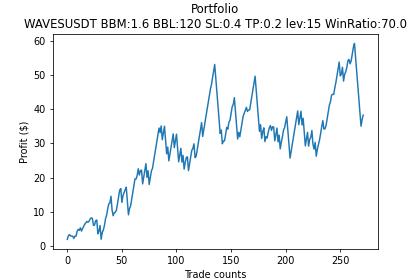 Portfolio
WAVESUSDT BBM:1.6 BBL:120 SL:0.4 TP:0.2 lev:15 WinRatio:70.0
60
50
40
30
20
10
0
Profit ($)
0 50 100 150 200 250
Trade counts